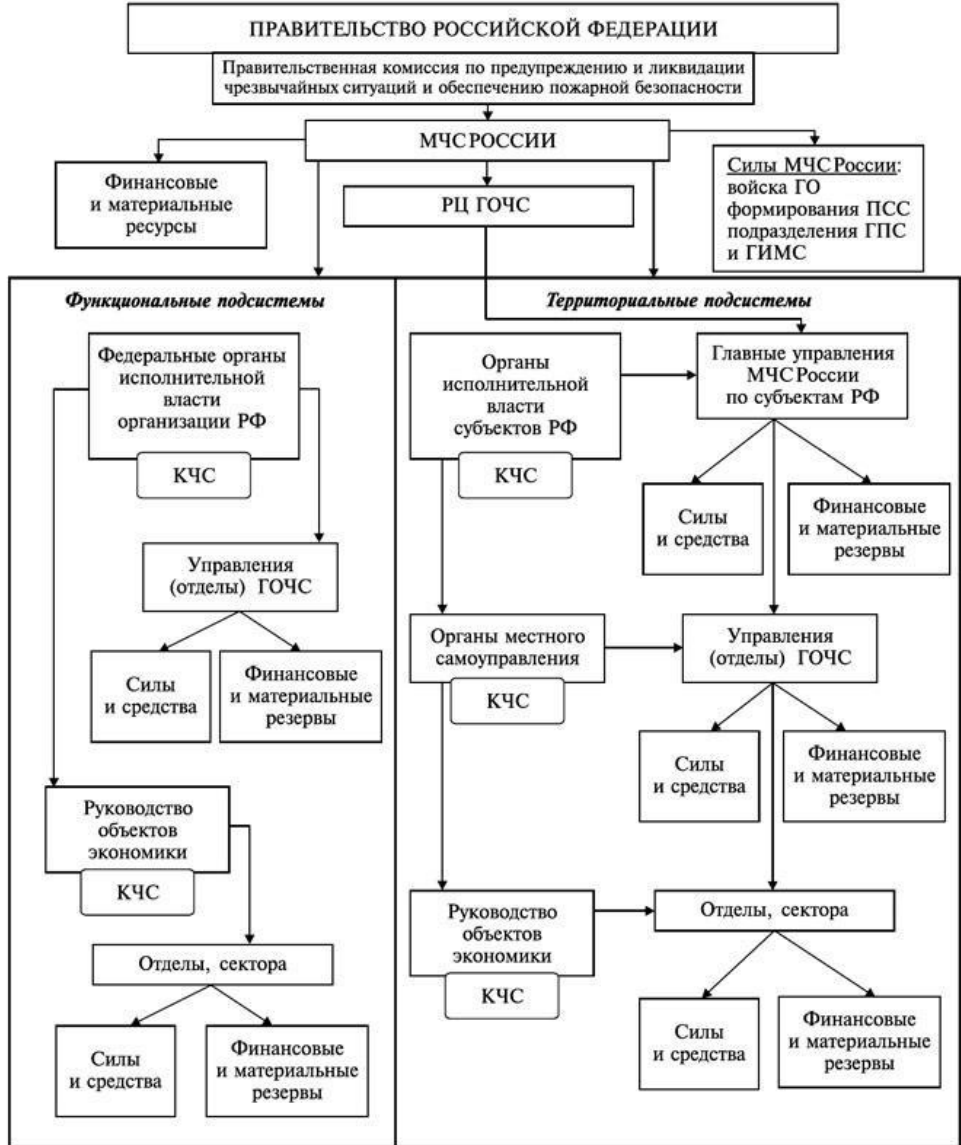 ПРАВИТЕЛЬСТВО РОССИЙСКОЙ ФЕДЕРАЦИИ
Правительственная комиссия по предупреждению и ликвидации
чрезвычайных ситуаций и обеспечению пожарной безопасности
МЧС РОССИИ
Финансовые
и материальные
ресурсы
РЦ ГОЧС
Силы МЧС России:
войска ГО
формирования ПСС
подразделения ГПС
и ГИМС
Функциональные подсистемы
Федеральные органы
исполнительной
власти
организации РФ
КЧС
Управления
(отделы) ГОЧС
Силы
и средства
Финансовые
и материальные
резервы
Руководство
объектов
экономики
КЧС
Отделы, сектора
Силы
и средства
Финансовые
и материальные
резервы
Территориальные подсистемы
Органы
исполнительной
власти
субъектов РФ
КЧС
Главные управления
МЧС России
по субъектам РФ
Силы
и средства
Финансовые
и материальные
резервы
Органы местного
самоуправления
КЧС
Управления
(отделы) ГОЧС
Силы
и средства
Финансовые
и материальные
резервы
Руководство
объектов
экономики
КЧС
Отделы, сектора
Силы
и средства
Финансовые
и материальные
резервы